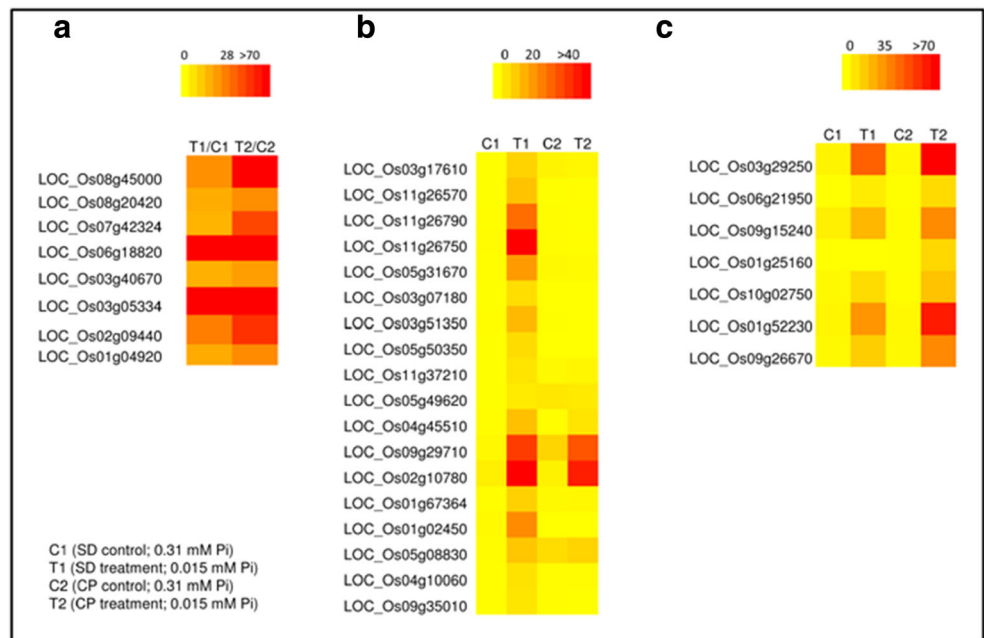 a
0 28 >70
T1/C1 T2/C2
LOC_Os08g45000
LOC_Os08g20420
LOC_Os07g42324
LOC_Os06g18820
LOC_Os03g40670
LOC_Os03g05334
LOC_Os02g09440
LOC_Os01g04920
C1 (SD control; 0.31 mM Pi)
T1 (SD treatment; 0.015 mM Pi)
C2 (CP control; 0.31 mM Pi)
T2 (CP treatment; 0.015 mM Pi)
b
0 20 >40
C1 T1 C2 T2
LOC_Os03g17610
LOC_Os11g26570
LOC_Os11g26790
LOC_Os11g26750
LOC_Os05g31670
LOC_Os03g07180
LOC_Os03g51350
LOC_Os05g50350
LOC_Os11g37210
LOC_Os05g49620
LOC_Os04g45510
LOC_Os09g29710
LOC_Os02g10780
LOC_Os01g67364
LOC_Os01g02450
LOC_Os05g08830
LOC_Os04g10060
LOC_Os09g35010
c
0 35 >70
C1 T1 C2 T2
LOC_Os03g29250
LOC_Os06g21950
LOC_Os09g15240
LOC_Os01g25160
LOC_Os10g02750
LOC_Os01g52230
LOC_Os09g26670